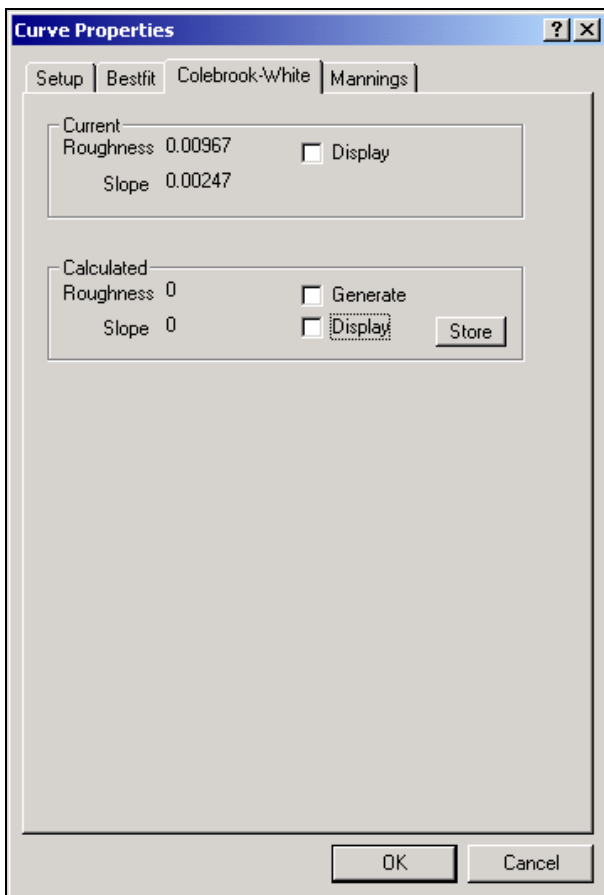 Curve Properties
Setup Bestfit Colebrook-White Mannings
Current
Roughness 0.00967 Display
Slope 0.00247
Calculated
Roughness 0 Generate
Slope 0 Display Store
OK Cancel